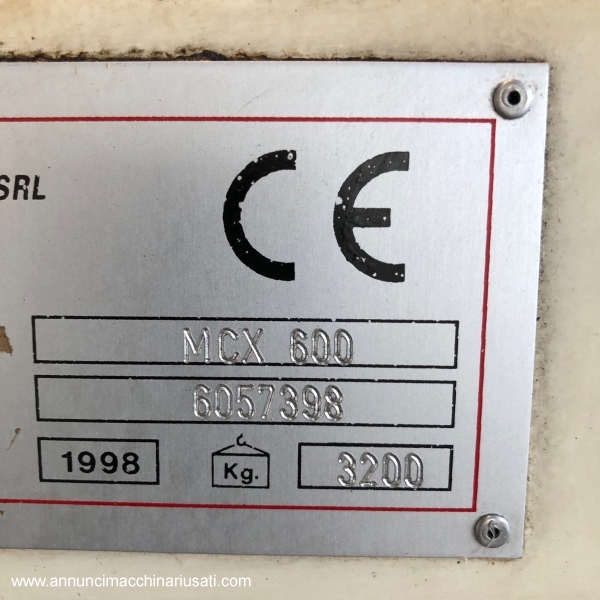 SRL
CE
MCX 600
6057398
1998 Kg. 3200
www.annuncimacchinariusati.com